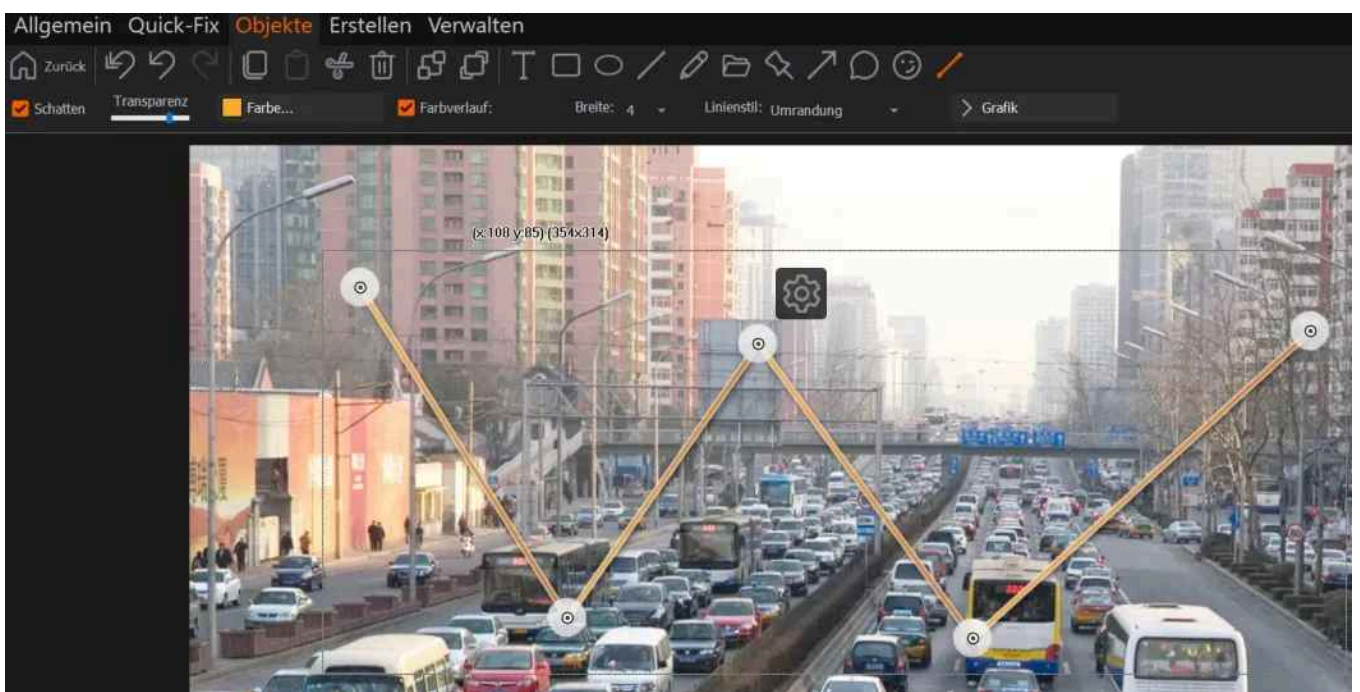 Allgemein Quick-Fix Objekte Erstellen Verwalten
Zurück
Schatten Transparenz Farbe... Farbverlauf: Breite: 4 Linienstil: Umrandung Grafik
(x:108 y:85) (354x314)